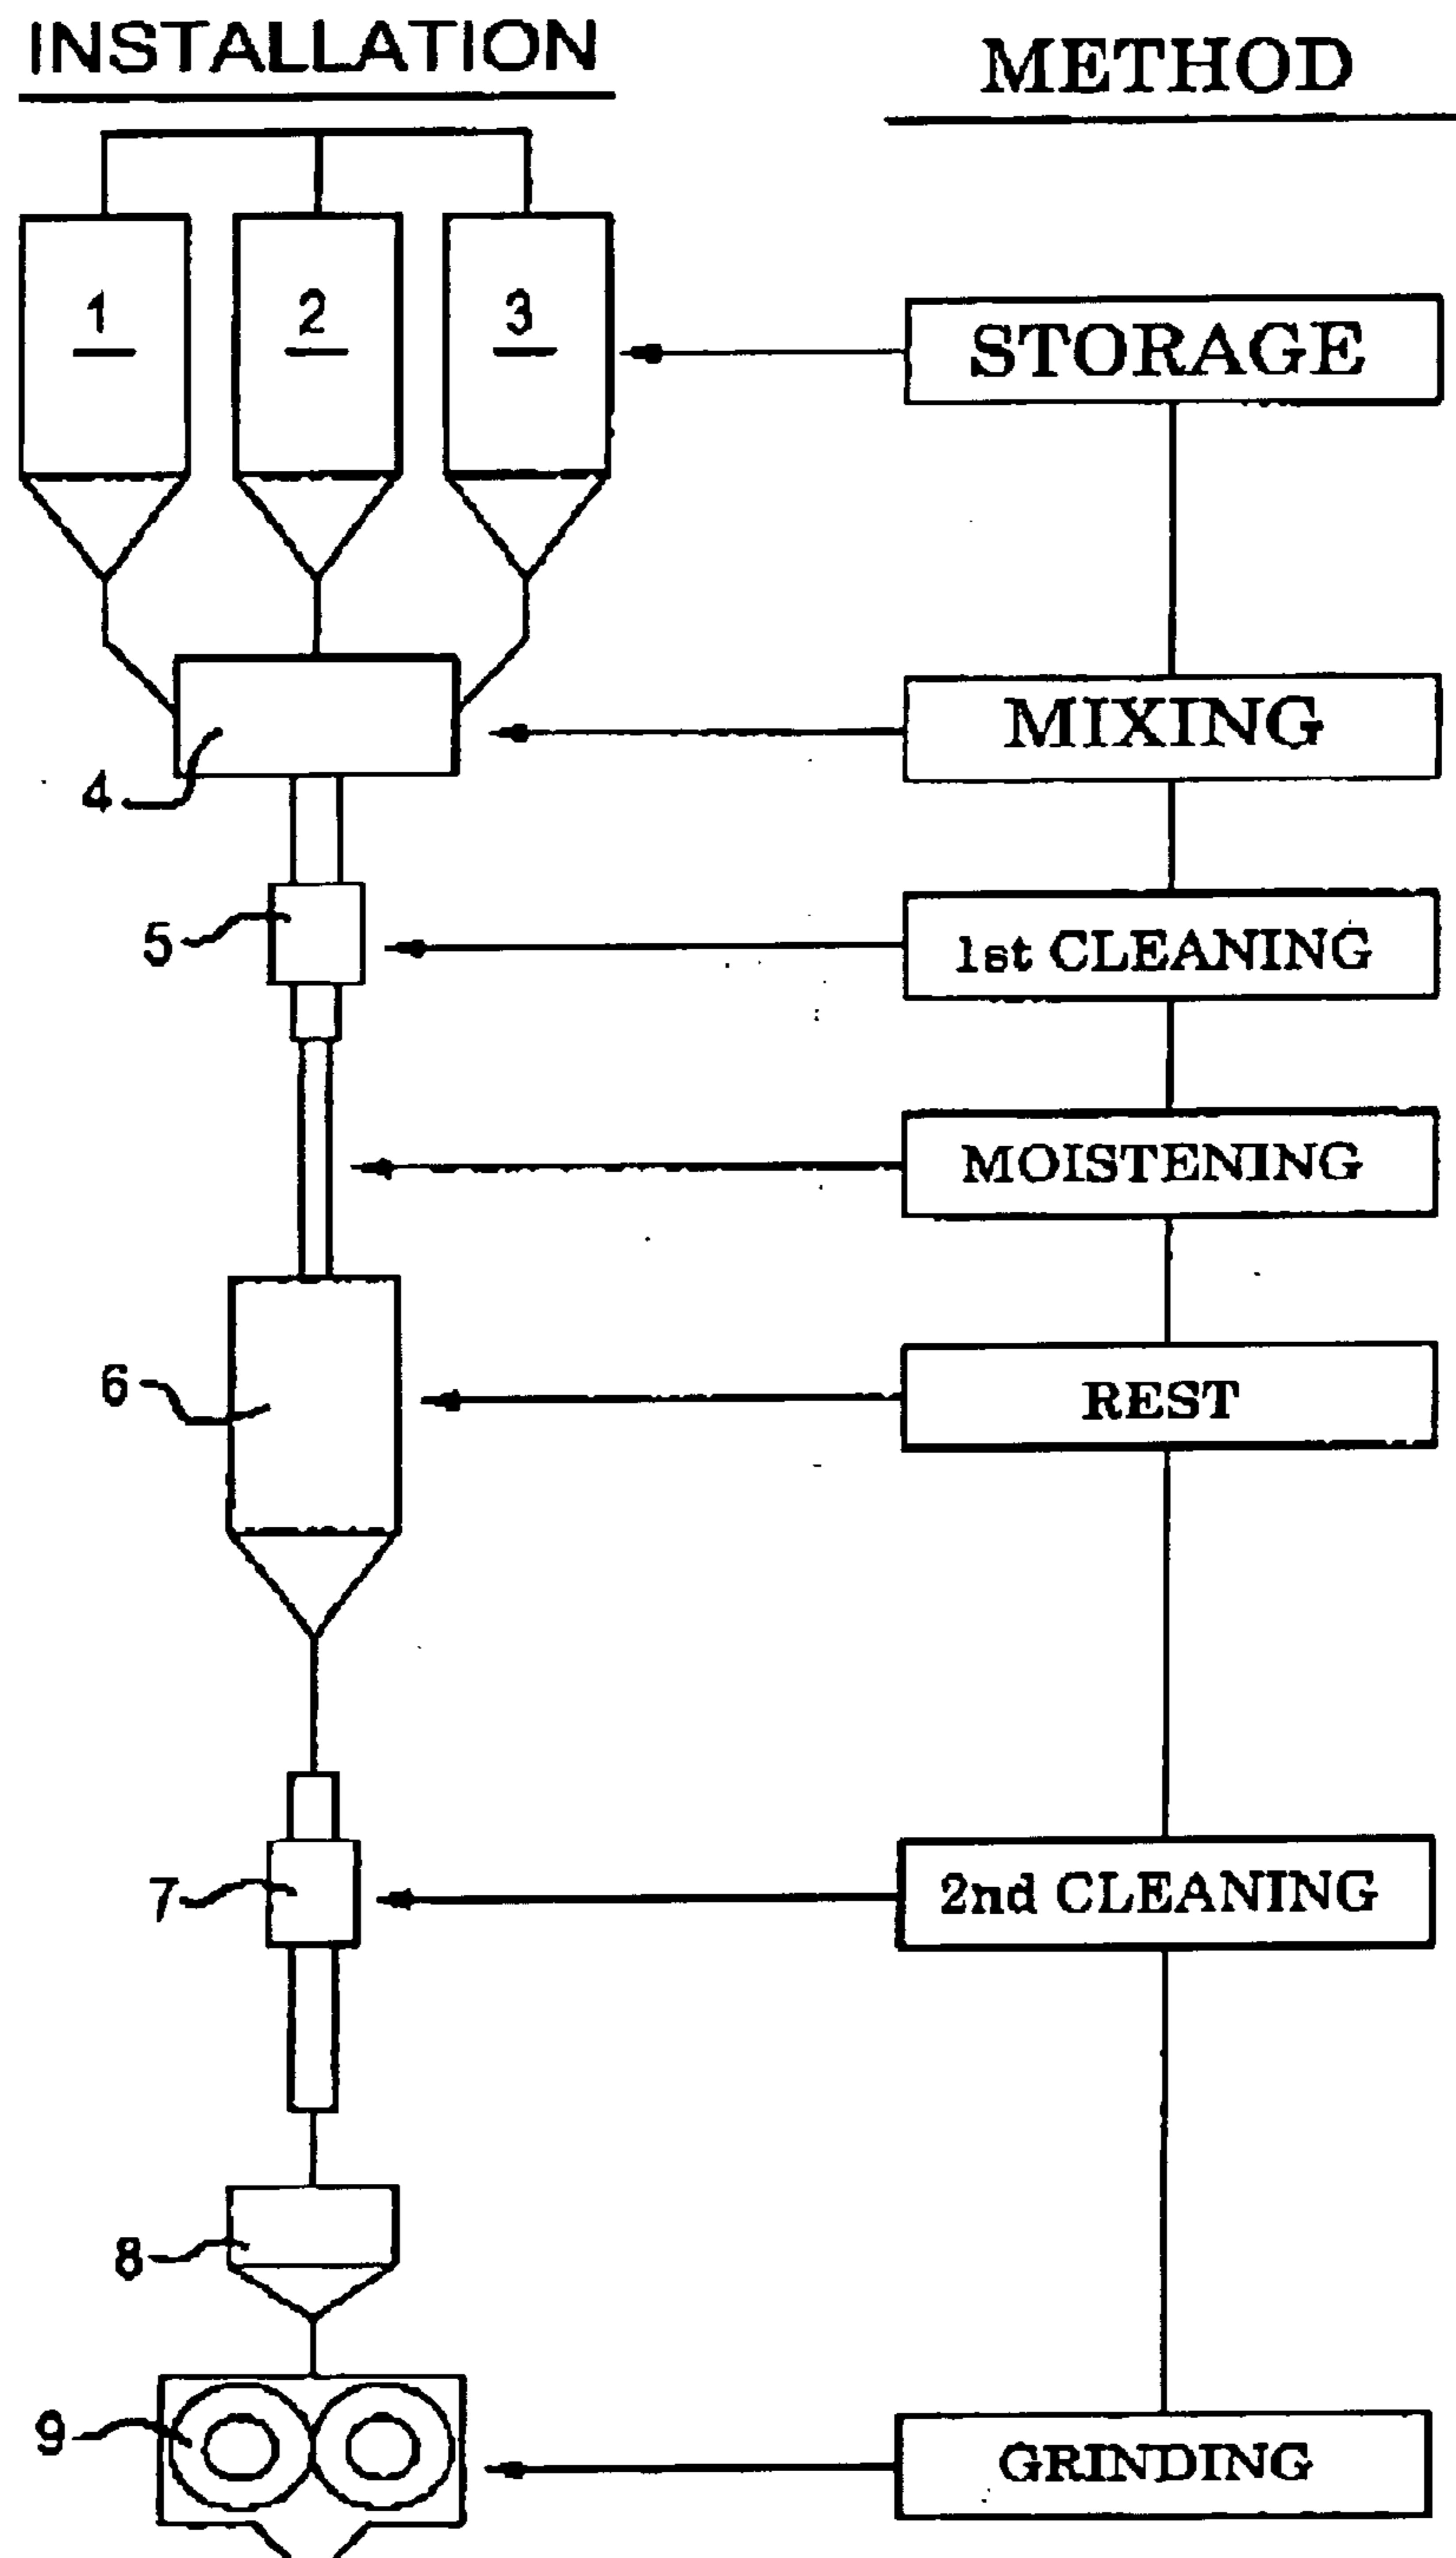 INSTALLATION
METHOD
1
2
3
STORAGE
MIXING
4
5
1st CLEANING
MOISTENING
6
REST
7
2nd CLEANING
8
9
GRINDING